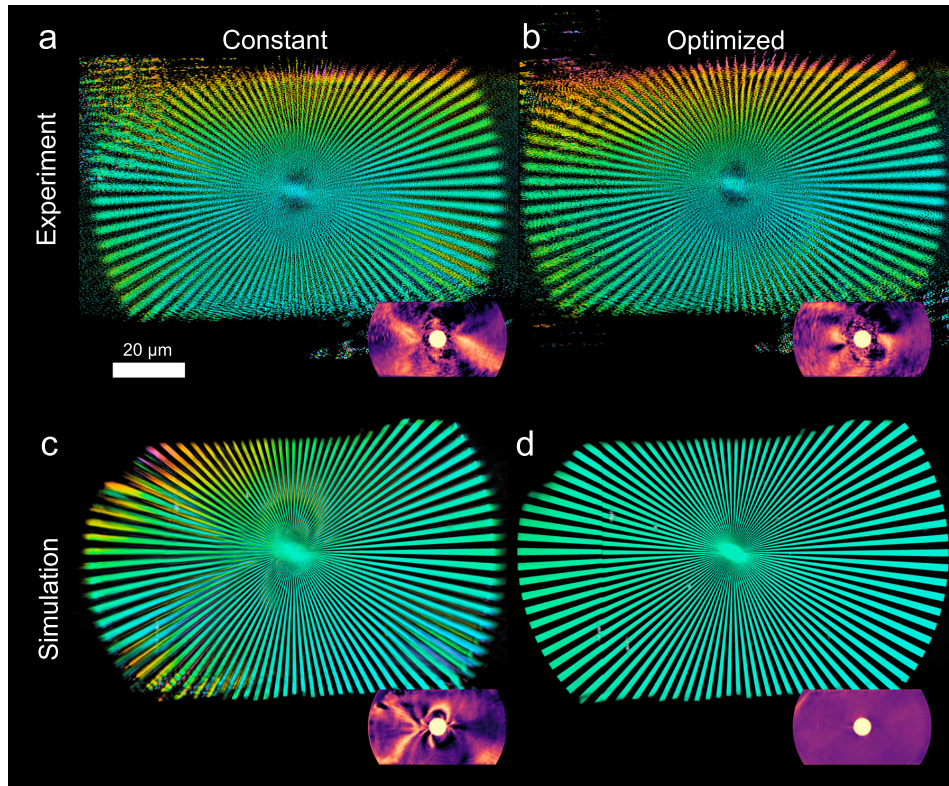 a
Constant
b
Optimized
Experiment
20 µm
c
d
Simulation